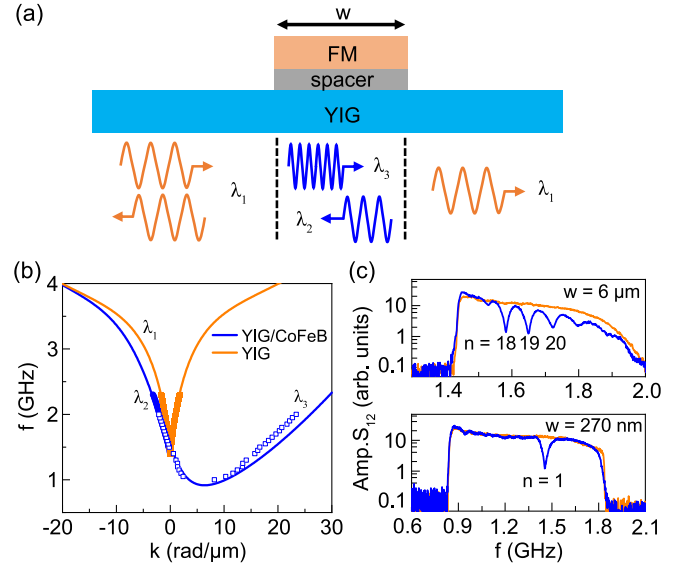 (a)
w
FM
spacer
YIG
λ₁
λ₃
λ₂
λ₁
(b)
4
3
2
1
f (GHz)
λ₁
λ₂
λ₃
YIG/CoFeB
YIG
-20 -10 0 10 20 30
k (rad/µm)
(c)
Amp.S₁₂ (arb. units)
w = 6 µm
10
1
0.1
n = 18 19 20
1.4 1.6 1.8 2.0
w = 270 nm
10
1
0.1
n = 1
0.6 0.9 1.2 1.5 1.8 2.1
f (GHz)